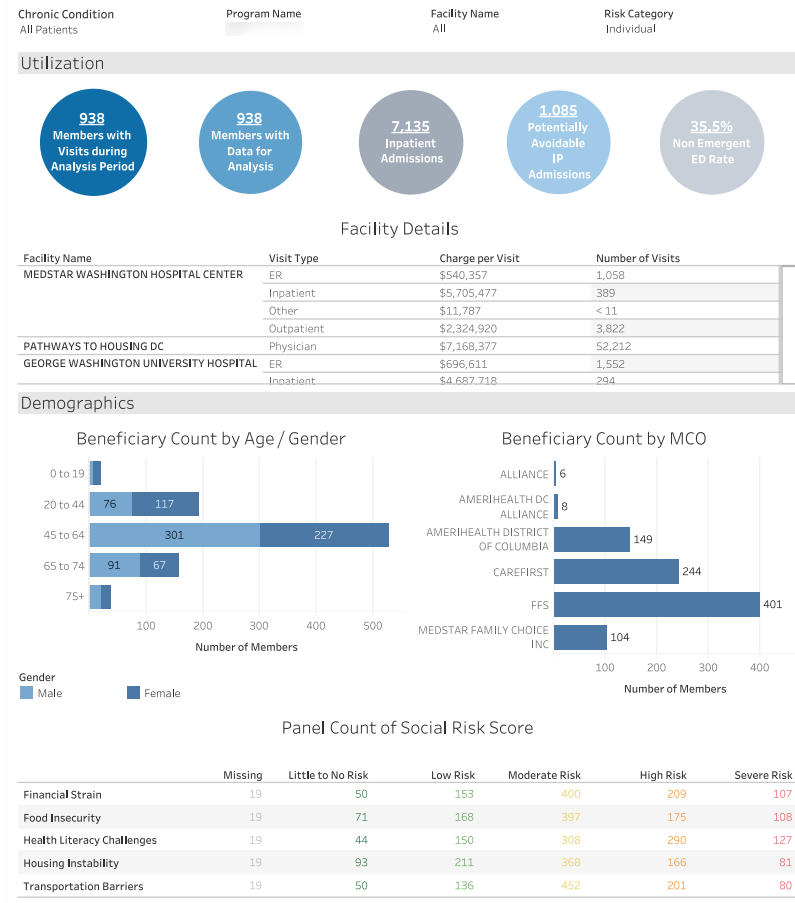 Chronic Condition Program Name Facility Name Risk Category
All Patients All Individual
Utilization
938
Members with
Visits during
Analysis Period
938
Members with
Data for
Analysis
7,135
Inpatient
Admissions
1,085
Potentially
Avoidable
IP
Admissions
35.5%
Non Emergent
ED Rate
Facility Details
Facility Name Visit Type Charge per Visit Number of Visits
MEDSTAR WASHINGTON HOSPITAL CENTER ER $540,357 1,058
Inpatient $5,705,477 389
Other $11,787 < 11
Outpatient $2,324,920 3,822
PATHWAYS TO HOUSING DC Physician $7,168,377 52,212
GEORGE WASHINGTON UNIVERSITY HOSPITAL ER $696,611 1,552
Inpatient $4,687,718 294
Demographics
Beneficiary Count by Age / Gender
0 to 19
20 to 44 76 117
45 to 64 301 227
65 to 74 91 67
75+
100 200 300 400 500
Number of Members
Gender
Male Female
Beneficiary Count by MCO
ALLIANCE 6
AMERIHEALTH DC
ALLIANCE 8
AMERIHEALTH DISTRICT
OF COLUMBIA 149
CAREFIRST 244
FFS 401
MEDSTAR FAMILY CHOICE
INC 104
100 200 300 400
Number of Members
Panel Count of Social Risk Score
Missing Little to No Risk Low Risk Moderate Risk High Risk Severe Risk
Financial Strain 19 50 153 400 209 107
Food Insecurity 19 71 168 397 175 108
Health Literacy Challenges 19 44 150 308 290 127
Housing Instability 19 93 211 368 166 81
Transportation Barriers 19 50 136 452 201 80